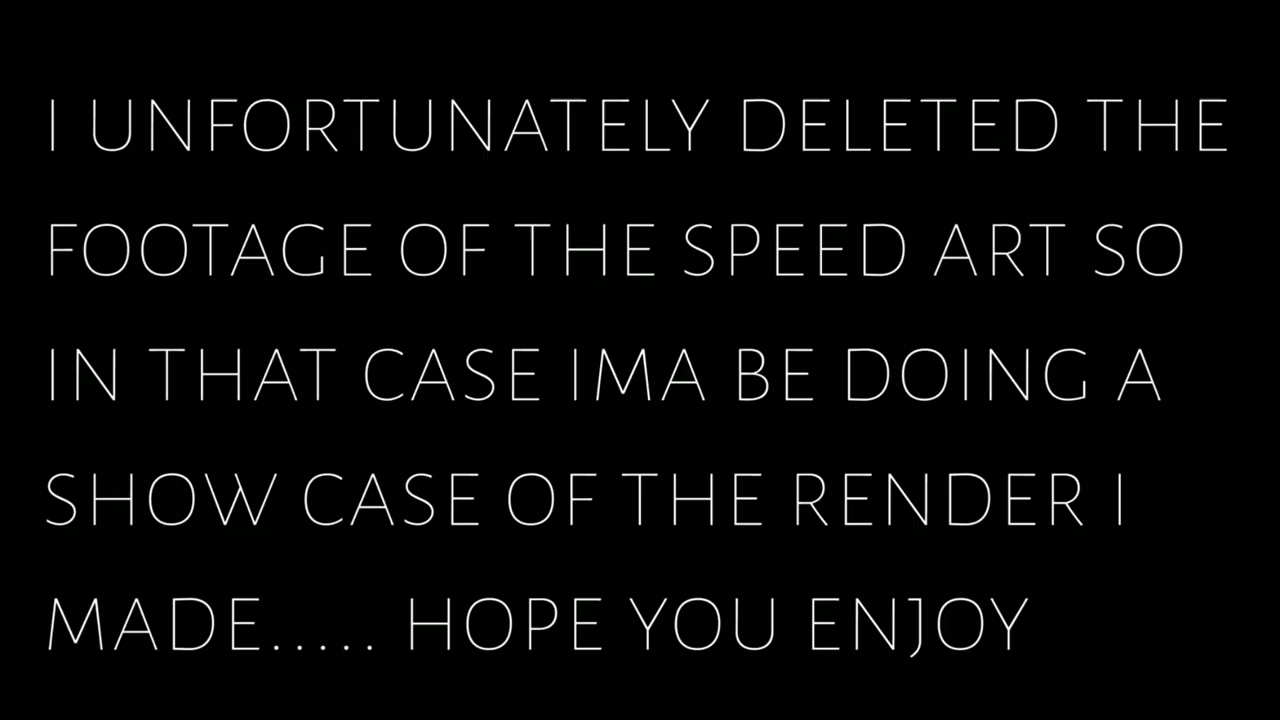 I UNFORTUNATELY DELETED THE
FOOTAGE OF THE SPEED ART SO
IN THAT CASE IMA BE DOING A
SHOW CASE OF THE RENDER I
MADE..... HOPE YOU ENJOY